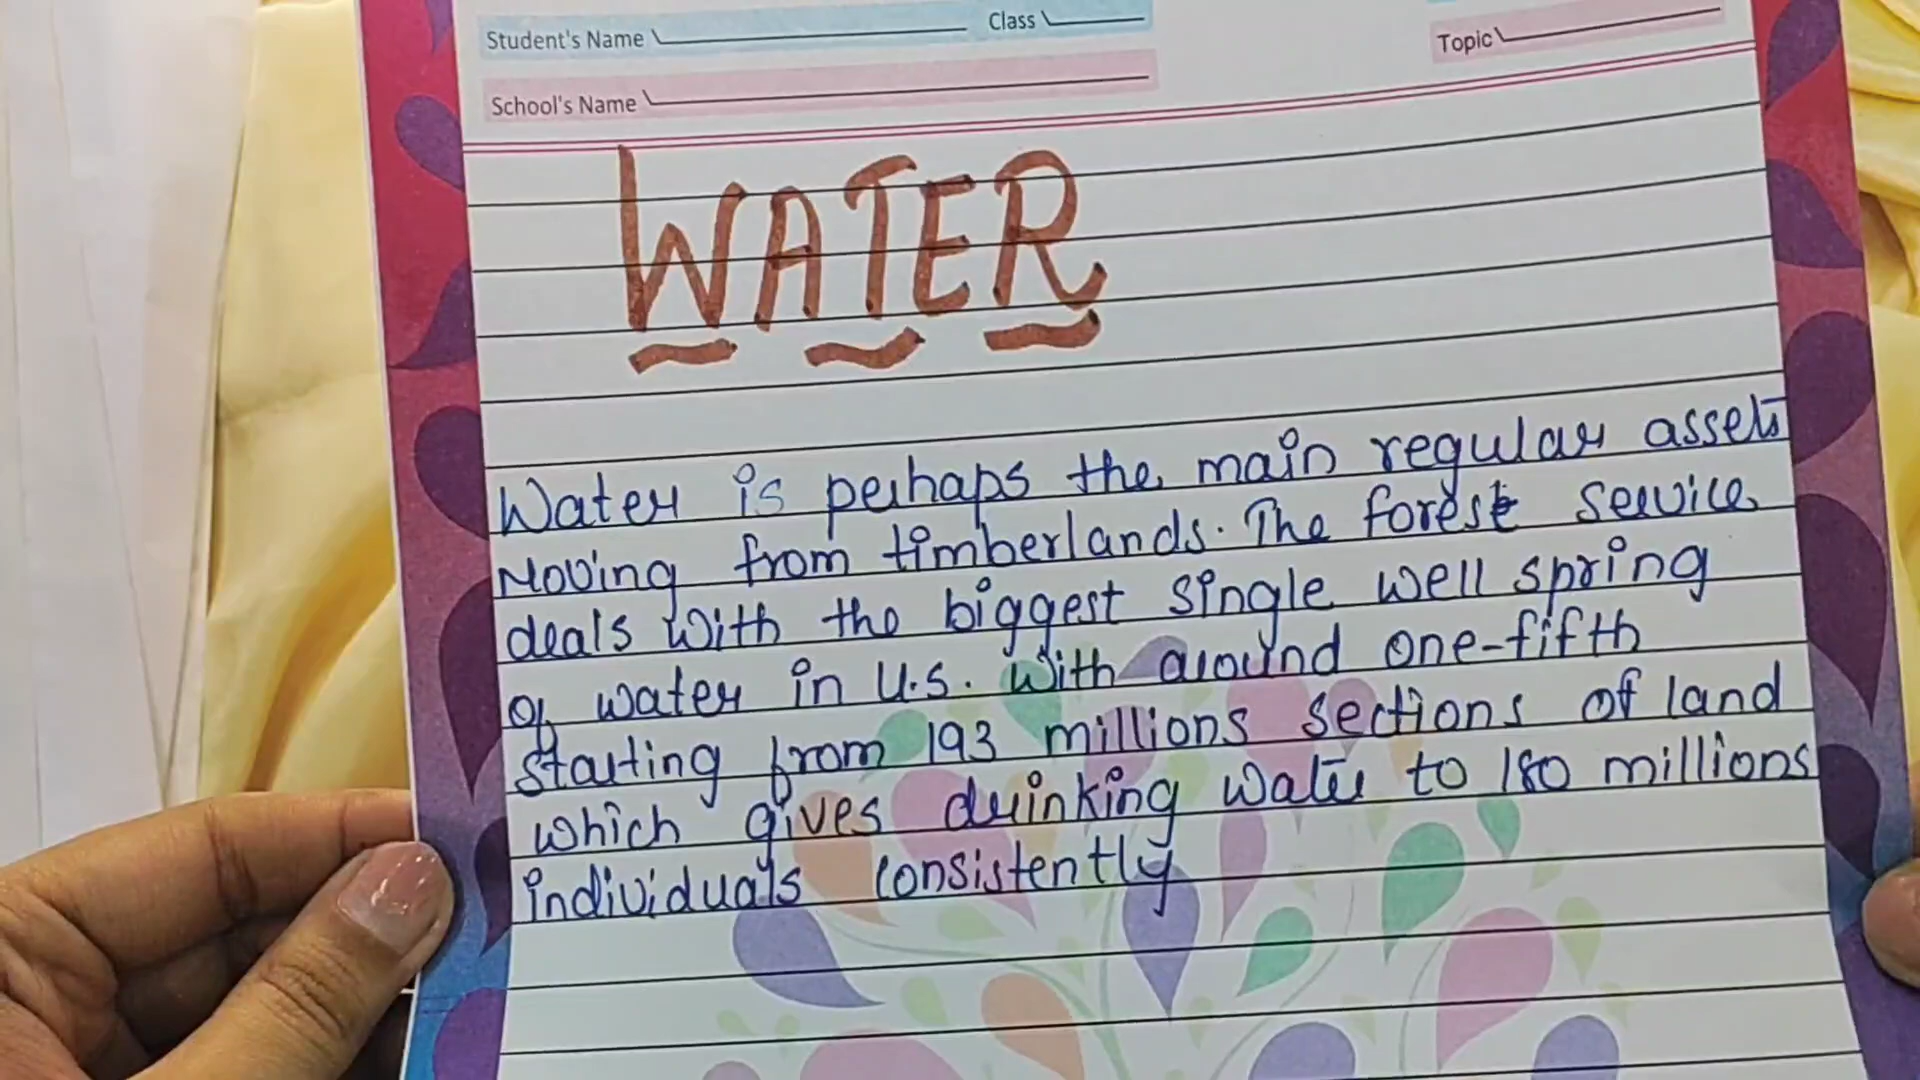 Student's Name
Class
Topic
School's Name
WATER
Water is perhaps the main regular assets
Moving from timberlands. The forest service
deals with the biggest single well spring
of water in U.S. with around one-fifth
starting from 193 millions sections of land
which gives drinking water to 180 millions
individuals consistently